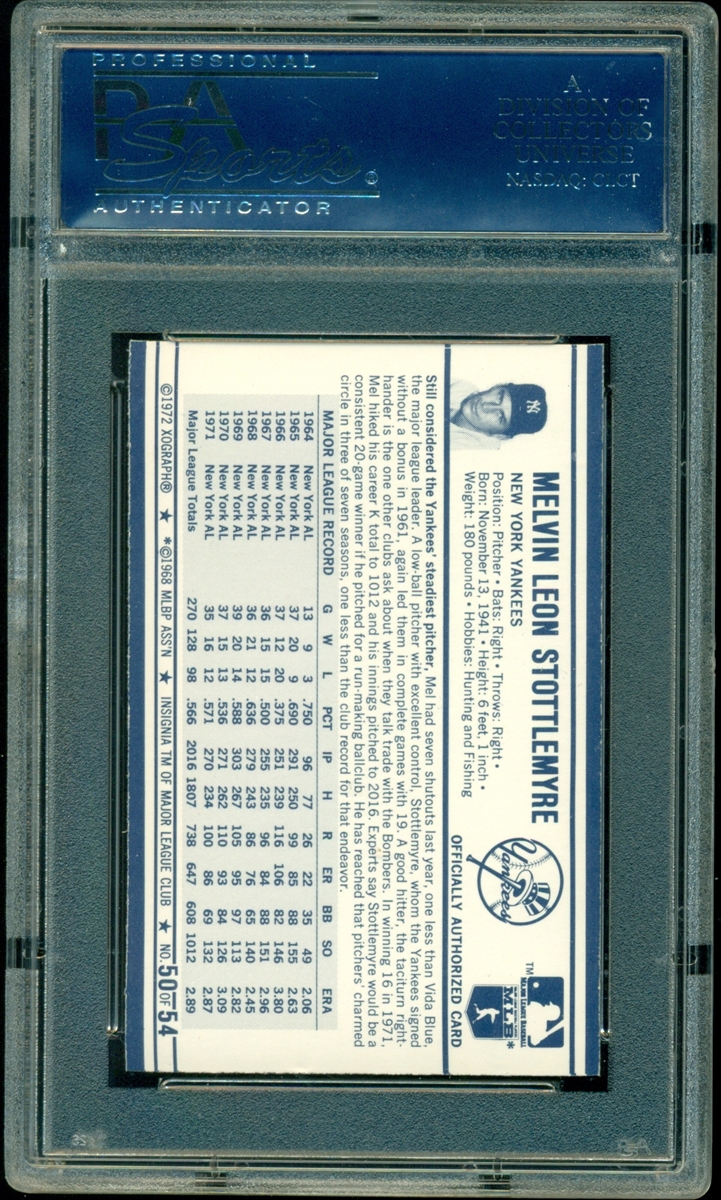 PROFESSIONAL
PSA
Sports®
AUTHENTICATOR
A
DIVISION OF
COLLECTORS
UNIVERSE
NASDAQ: CLCT
MELVIN LEON STOTTLEMYRE
NEW YORK YANKEES
Position: Pitcher • Bats: Right • Throws: Right •
Born: November 13, 1941 • Height: 6 feet, 1 inch •
Weight: 180 pounds • Hobbies: Hunting and Fishing
NY
Yankees
TM
MAJOR LEAGUE BASEBALL
MLB*
OFFICIALLY AUTHORIZED CARD
Still considered the Yankees' steadiest pitcher, Mel had seven shutouts last year, one less than Vida Blue,
the major league leader. A low-ball pitcher with excellent control, Stottlemyre, whom the Yankees signed
without a bonus in 1961, again led them in complete games with 19. A good hitter, the taciturn right-
hander is the one other clubs ask about when they talk trade with the Bombers. In winning 16 in 1971,
Mel hiked his career K total to 1012 and his innings pitched to 2016. Experts say Stottlemyre would be a
consistent 20-game winner if he pitched for a run-making ballclub. He has reached that pitchers' charmed
circle in three of seven seasons, one less than the club record for that endeavor.
MAJOR LEAGUE RECORD G W L PCT IP H R ER BB SO ERA
1964 New York AL 13 9 3 .750 96 77 26 22 35 49 2.06
1965 New York AL 37 20 9 .690 291 250 99 85 88 155 2.63
1966 New York AL 37 12 20 .375 251 239 116 106 82 146 3.80
1967 New York AL 36 15 15 .500 255 235 96 84 88 151 2.96
1968 New York AL 36 21 12 .636 279 243 86 76 65 140 2.45
1969 New York AL 39 20 14 .588 303 267 105 95 97 113 2.82
1970 New York AL 37 15 13 .536 271 262 110 93 84 126 3.09
1971 New York AL 35 16 12 .571 270 234 100 86 69 132 2.87
Major League Totals 270 128 98 .566 2016 1807 738 647 608 1012 2.89
©1972 XOGRAPH® ★ *©1968 MLBP ASS'N ★ INSIGNIA TM OF MAJOR LEAGUE CLUB ★ NO. 50 OF 54